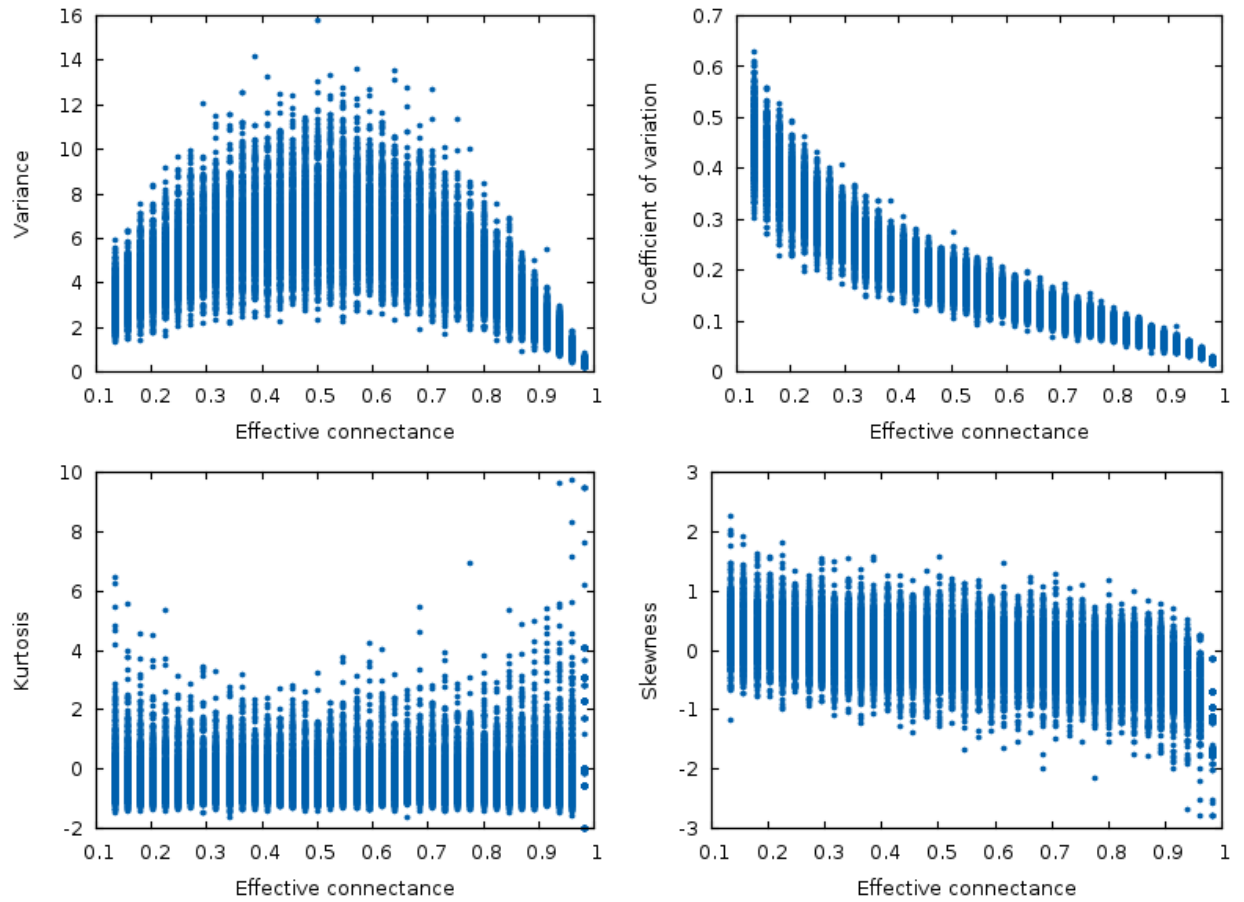 16
14
12
10
8
6
4
2
0
Variance
0.1 0.2 0.3 0.4 0.5 0.6 0.7 0.8 0.9 1
Effective connectance
0.7
0.6
0.5
0.4
0.3
0.2
0.1
0
Coefficient of variation
0.1 0.2 0.3 0.4 0.5 0.6 0.7 0.8 0.9 1
Effective connectance
10
8
6
4
2
0
-2
Kurtosis
0.1 0.2 0.3 0.4 0.5 0.6 0.7 0.8 0.9 1
Effective connectance
3
2
1
0
-1
-2
-3
Skewness
0.1 0.2 0.3 0.4 0.5 0.6 0.7 0.8 0.9 1
Effective connectance